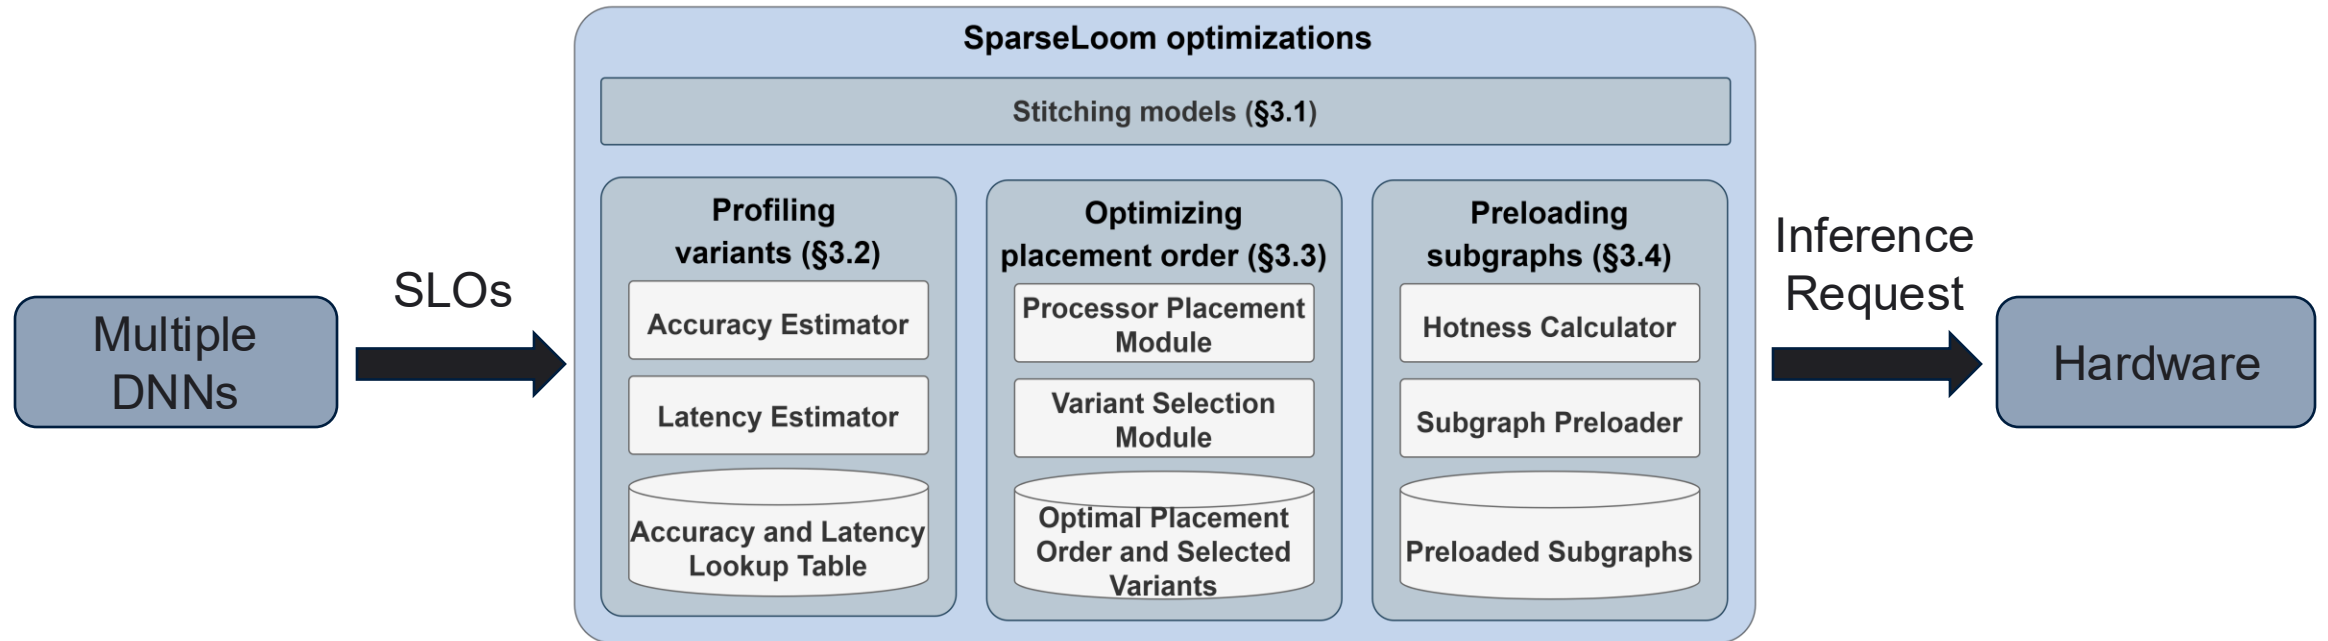 SparseLoom optimizations
Stitching models (§3.1)
Multiple
DNNs
SLOs
Profiling
variants (§3.2)
Accuracy Estimator
Latency Estimator
Accuracy and Latency
Lookup Table
Optimizing
placement order (§3.3)
Processor Placement
Module
Variant Selection
Module
Optimal Placement
Order and Selected
Variants
Preloading
subgraphs (§3.4)
Hotness Calculator
Subgraph Preloader
Preloaded Subgraphs
Inference
Request
Hardware